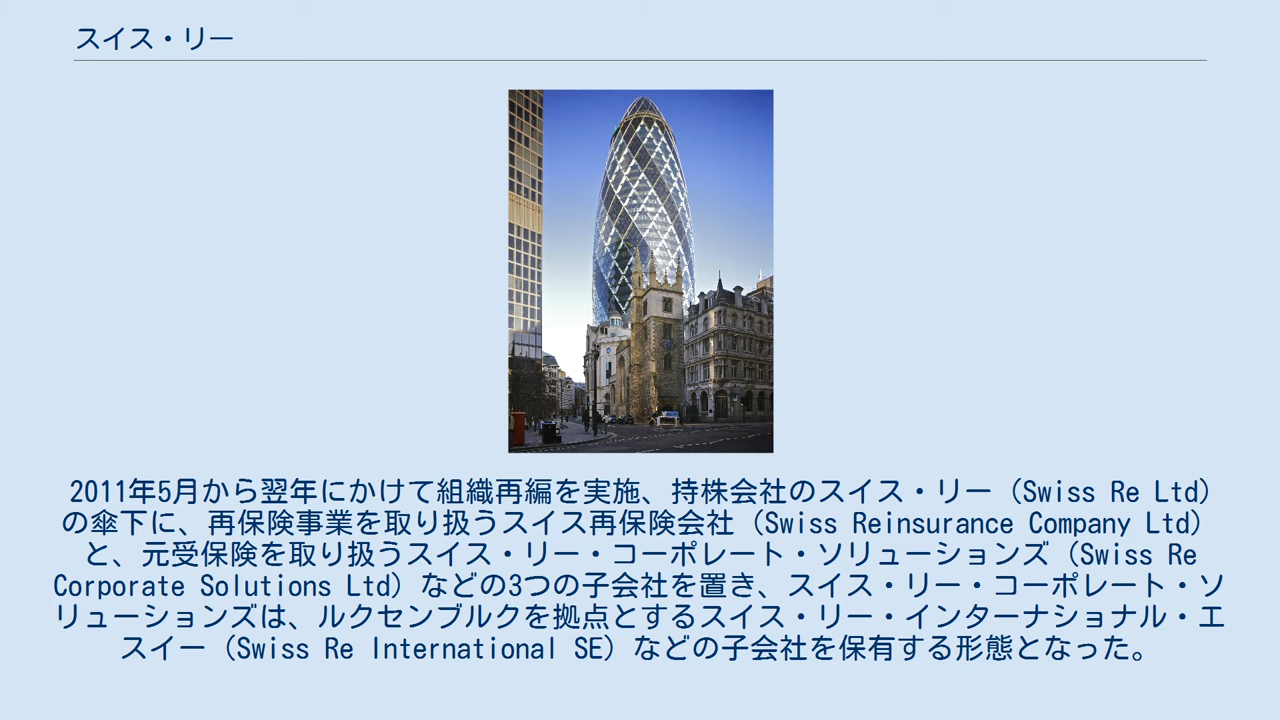 スイス・リー
2011年5月から翌年にかけて組織再編を実施、持株会社のスイス・リー（Swiss Re Ltd）
の傘下に、再保険事業を取り扱うスイス再保険会社（Swiss Reinsurance Company Ltd）
と、元受保険を取り扱うスイス・リー・コーポレート・ソリューションズ（Swiss Re
Corporate Solutions Ltd）などの3つの子会社を置き、スイス・リー・コーポレート・ソ
リューションズは、ルクセンブルクを拠点とするスイス・リー・インターナショナル・エ
スイー（Swiss Re International SE）などの子会社を保有する形態となった。